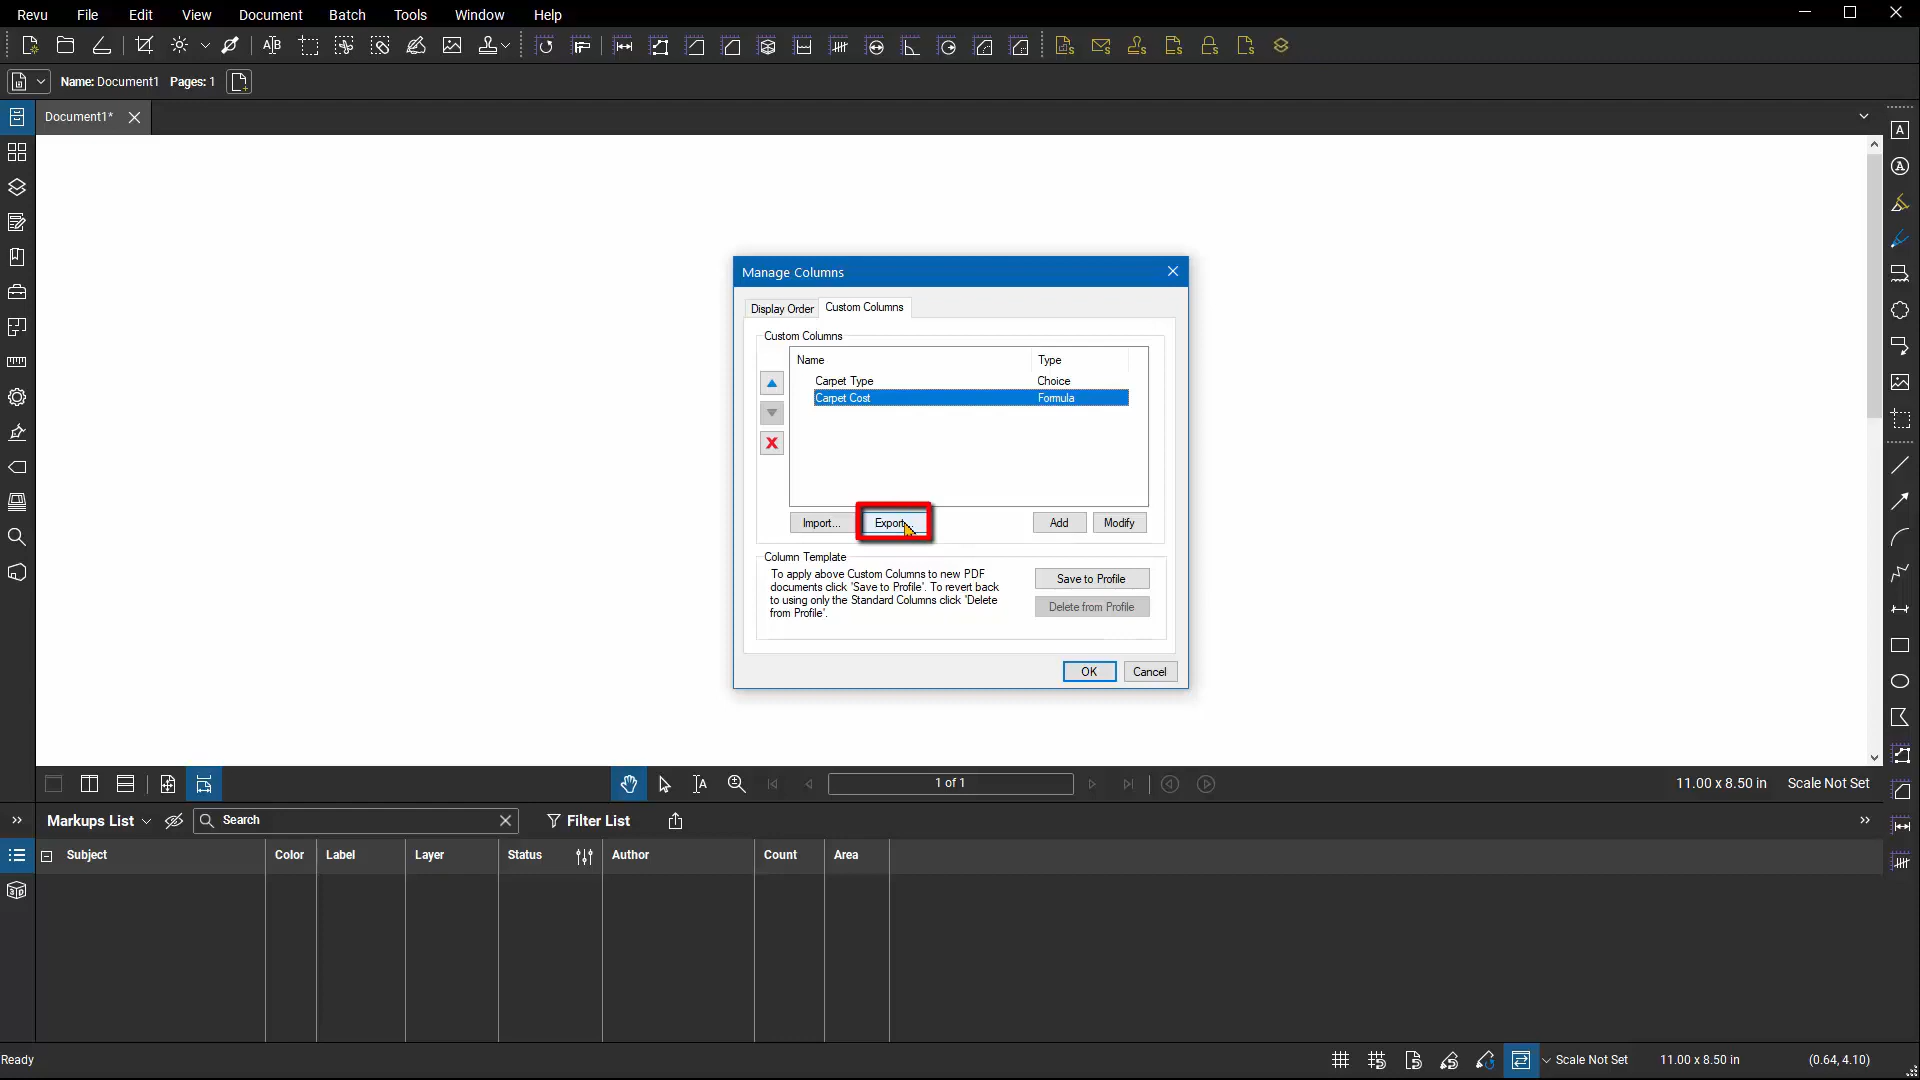 Revu File Edit View Document Batch Tools Window Help
Name: Document1 Pages: 1
Document1*
Manage Columns
Display Order Custom Columns
Custom Columns
Name Type
Carpet Type Choice
Carpet Cost Formula
Import... Export... Add Modify
Column Template
To apply above Custom Columns to new PDF
documents click 'Save to Profile'. To revert back
to using only the Standard Columns click 'Delete
from Profile'.
Save to Profile
Delete from Profile
OK Cancel
1 of 1 11.00 x 8.50 in Scale Not Set
Markups List Search Filter List
Subject Color Label Layer Status Author Count Area
Ready Scale Not Set 11.00 x 8.50 in (0.64, 4.10)